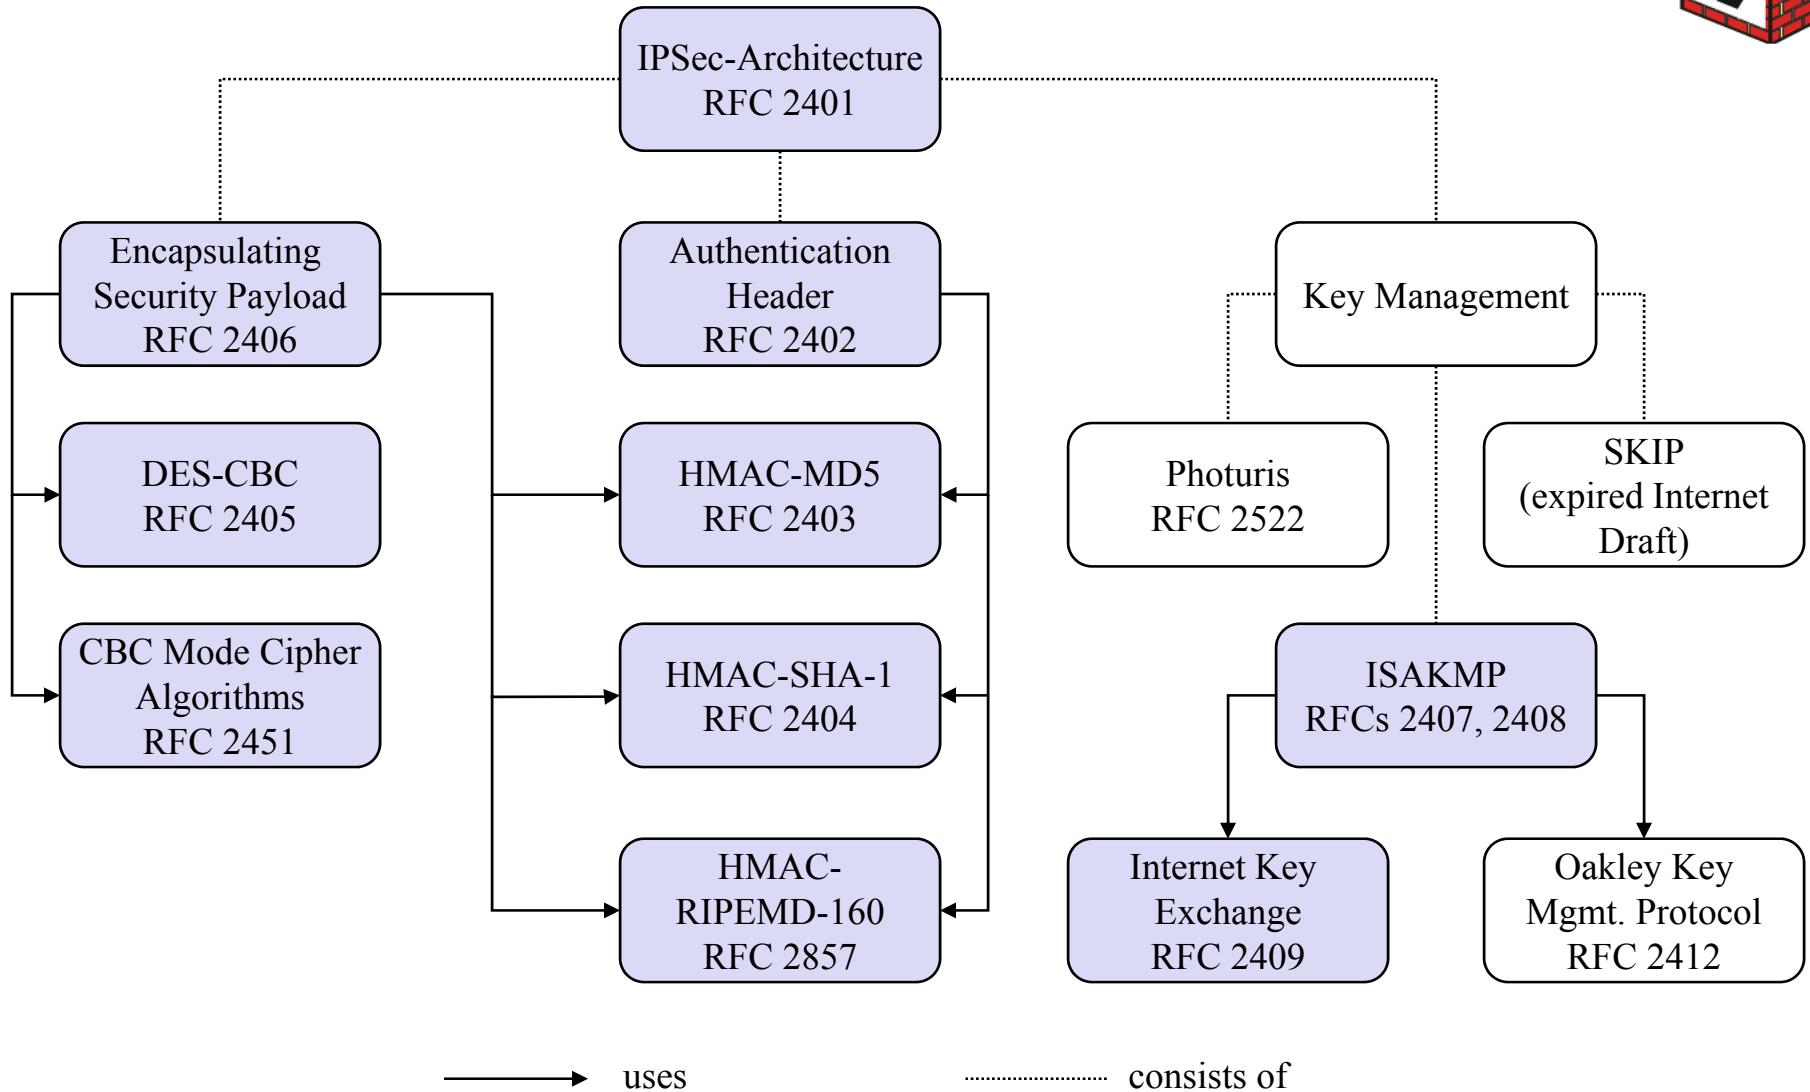 IPSec-Architecture
RFC 2401
Encapsulating
Security Payload
RFC 2406
Authentication
Header
RFC 2402
Key Management
DES-CBC
RFC 2405
HMAC-MD5
RFC 2403
Photuris
RFC 2522
SKIP
(expired Internet
Draft)
CBC Mode Cipher
Algorithms
RFC 2451
HMAC-SHA-1
RFC 2404
ISAKMP
RFCs 2407, 2408
HMAC-
RIPEMD-160
RFC 2857
Internet Key
Exchange
RFC 2409
Oakley Key
Mgmt. Protocol
RFC 2412
uses
consists of